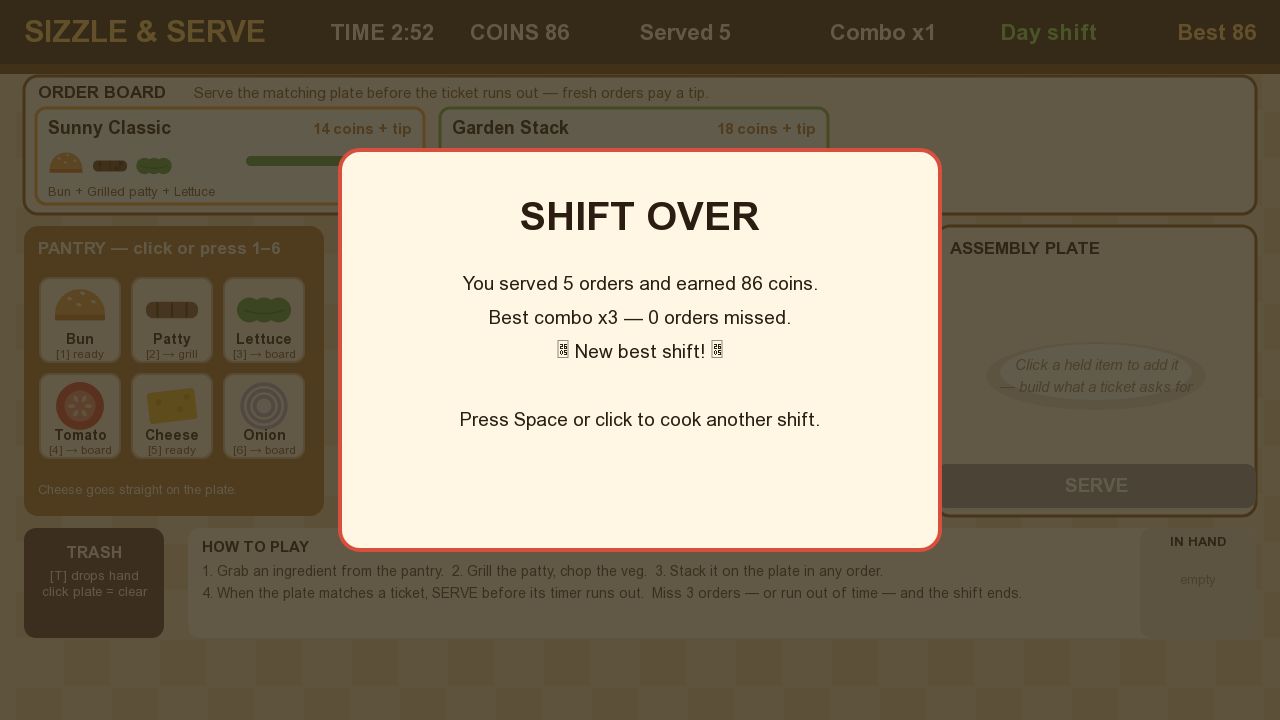 SIZZLE & SERVE TIME 2:52 COINS 86 Served 5 Combo x1 Day shift Best 86
ORDER BOARD Serve the matching plate before the ticket runs out — fresh orders pay a tip.
Sunny Classic 14 coins + tip Garden Stack 18 coins + tip
Bun + Grilled patty + Lettuce
SHIFT OVER
You served 5 orders and earned 86 coins.
Best combo x3 — 0 orders missed.
New best shift!
Press Space or click to cook another shift.
PANTRY — click or press 1–6
Bun Patty Lettuce
[1] ready [2] → grill [3] → board
Tomato Cheese Onion
[4] → board [5] ready [6] → board
Cheese goes straight on the plate.
ASSEMBLY PLATE
Click a held item to add it
— build what a ticket asks for
SERVE
TRASH
[T] drops hand
click plate = clear
HOW TO PLAY
1. Grab an ingredient from the pantry. 2. Grill the patty, chop the veg. 3. Stack it on the plate in any order.
4. When the plate matches a ticket, SERVE before its timer runs out. Miss 3 orders — or run out of time — and the shift ends.
IN HAND
empty